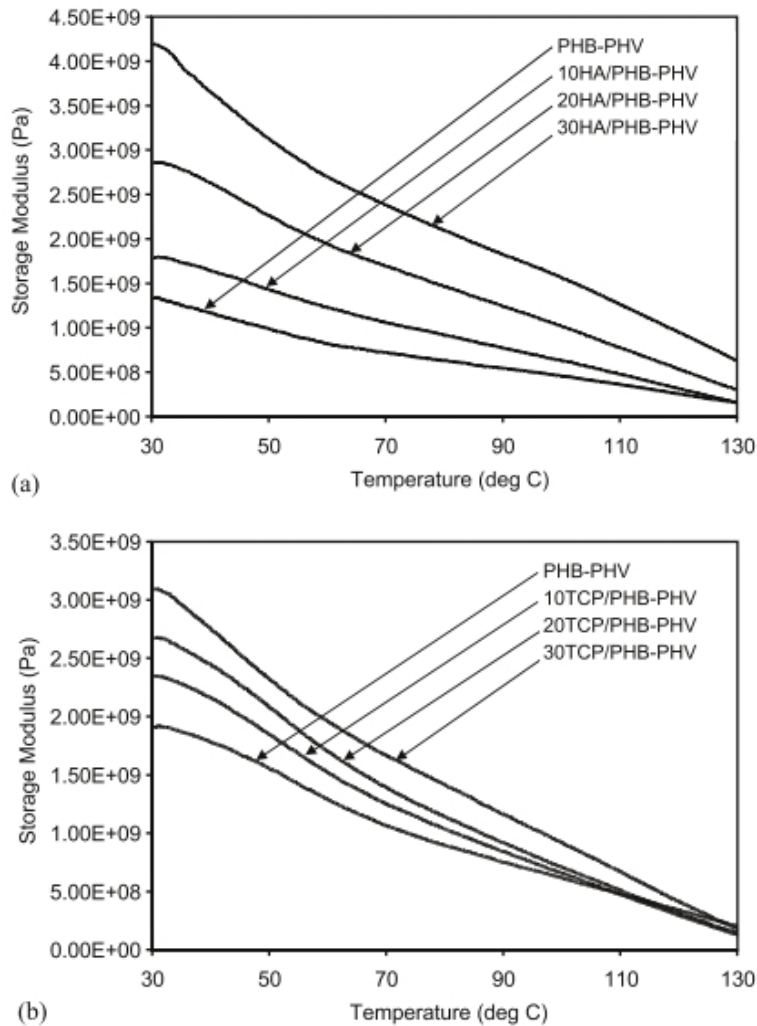 4.50E+09
4.00E+09
3.50E+09
3.00E+09
2.50E+09
2.00E+09
1.50E+09
1.00E+09
5.00E+08
0.00E+00
Storage Modulus (Pa)
PHB-PHV
10HA/PHB-PHV
20HA/PHB-PHV
30HA/PHB-PHV
30 50 70 90 110 130
Temperature (deg C)
(a)
3.50E+09
3.00E+09
2.50E+09
2.00E+09
1.50E+09
1.00E+09
5.00E+08
0.00E+00
Storage Modulus (Pa)
PHB-PHV
10TCP/PHB-PHV
20TCP/PHB-PHV
30TCP/PHB-PHV
30 50 70 90 110 130
Temperature (deg C)
(b)